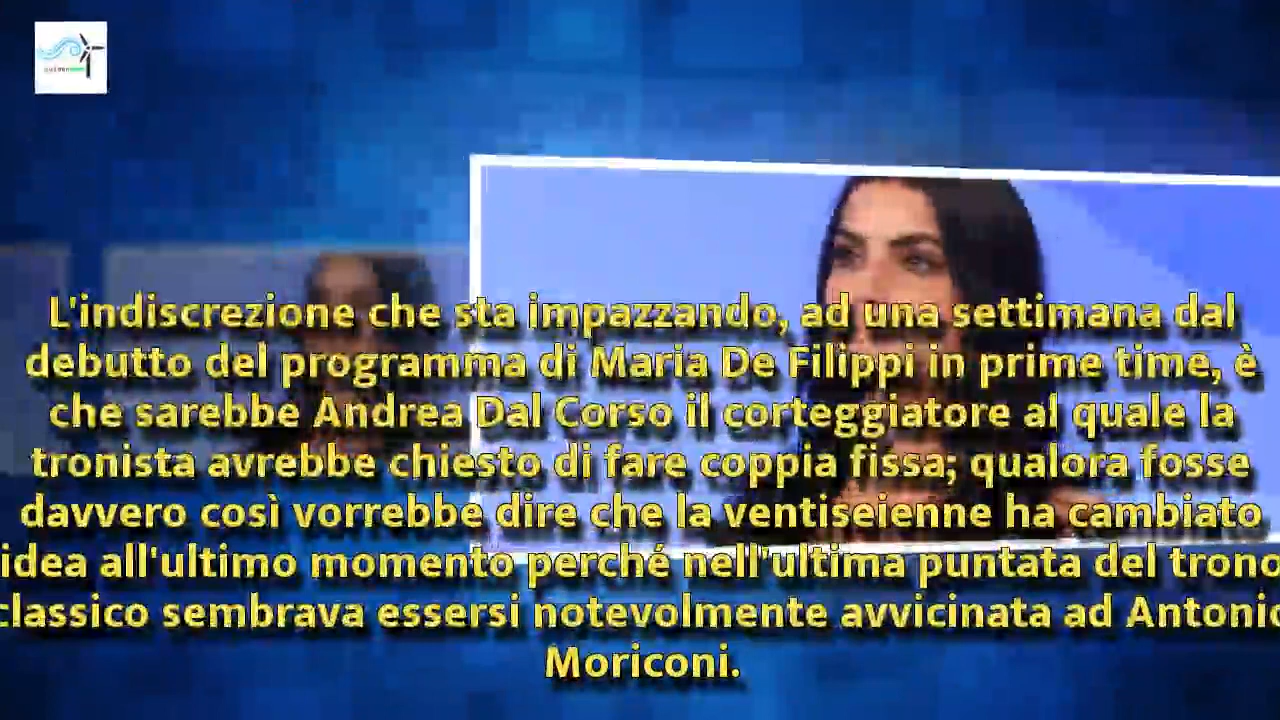 L'indiscrezione che sta impazzando, ad una settimana dal
debutto del programma di Maria De Filippi in prime time, è
che sarebbe Andrea Dal Corso il corteggiatore al quale la
tronista avrebbe chiesto di fare coppia fissa; qualora fosse
davvero così vorrebbe dire che la ventiseienne ha cambiato
idea all'ultimo momento perché nell'ultima puntata del trono
classico sembrava essersi notevolmente avvicinata ad Antonio
Moriconi.